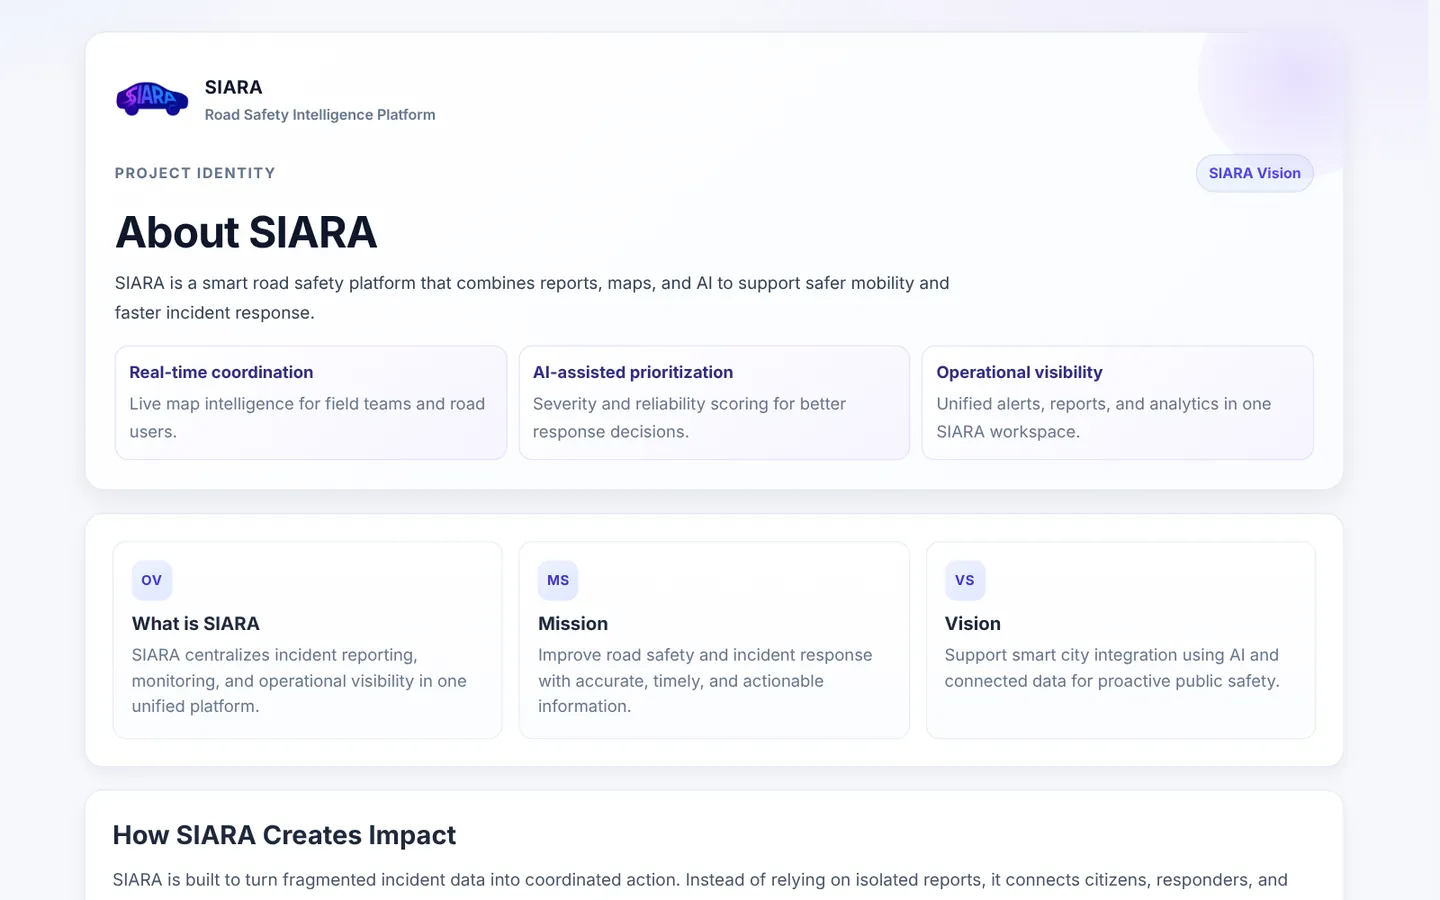 SIARA
SIARA
Road Safety Intelligence Platform
PROJECT IDENTITY
SIARA Vision
About SIARA
SIARA is a smart road safety platform that combines reports, maps, and AI to support safer mobility and
faster incident response.
Real-time coordination
Live map intelligence for field teams and road
users.
AI-assisted prioritization
Severity and reliability scoring for better
response decisions.
Operational visibility
Unified alerts, reports, and analytics in one
SIARA workspace.
OV
What is SIARA
SIARA centralizes incident reporting,
monitoring, and operational visibility in one
unified platform.
MS
Mission
Improve road safety and incident response
with accurate, timely, and actionable
information.
VS
Vision
Support smart city integration using AI and
connected data for proactive public safety.
How SIARA Creates Impact
SIARA is built to turn fragmented incident data into coordinated action. Instead of relying on isolated reports, it connects citizens, responders, and